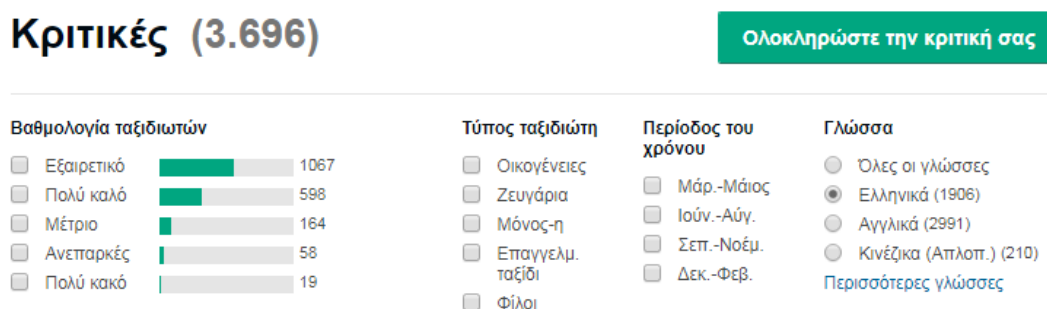 Κριτικές (3.696)
Ολοκληρώστε την κριτική σας
Βαθμολογία ταξιδιωτών
Εξαιρετικό 1067
Πολύ καλό 598
Μέτριο 164
Ανεπαρκές 58
Πολύ κακό 19
Τύπος ταξιδιώτη
Οικογένειες
Ζευγάρια
Μόνος-η
Επαγγελμ.
ταξίδι
Φίλοι
Περίοδος του
χρόνου
Μάρ.-Μάιος
Ιούν.-Αύγ.
Σεπ.-Νοέμ.
Δεκ.-Φεβ.
Γλώσσα
Όλες οι γλώσσες
Ελληνικά (1906)
Αγγλικά (2991)
Κινέζικα (Απλοπ.) (210)
Περισσότερες γλώσσες